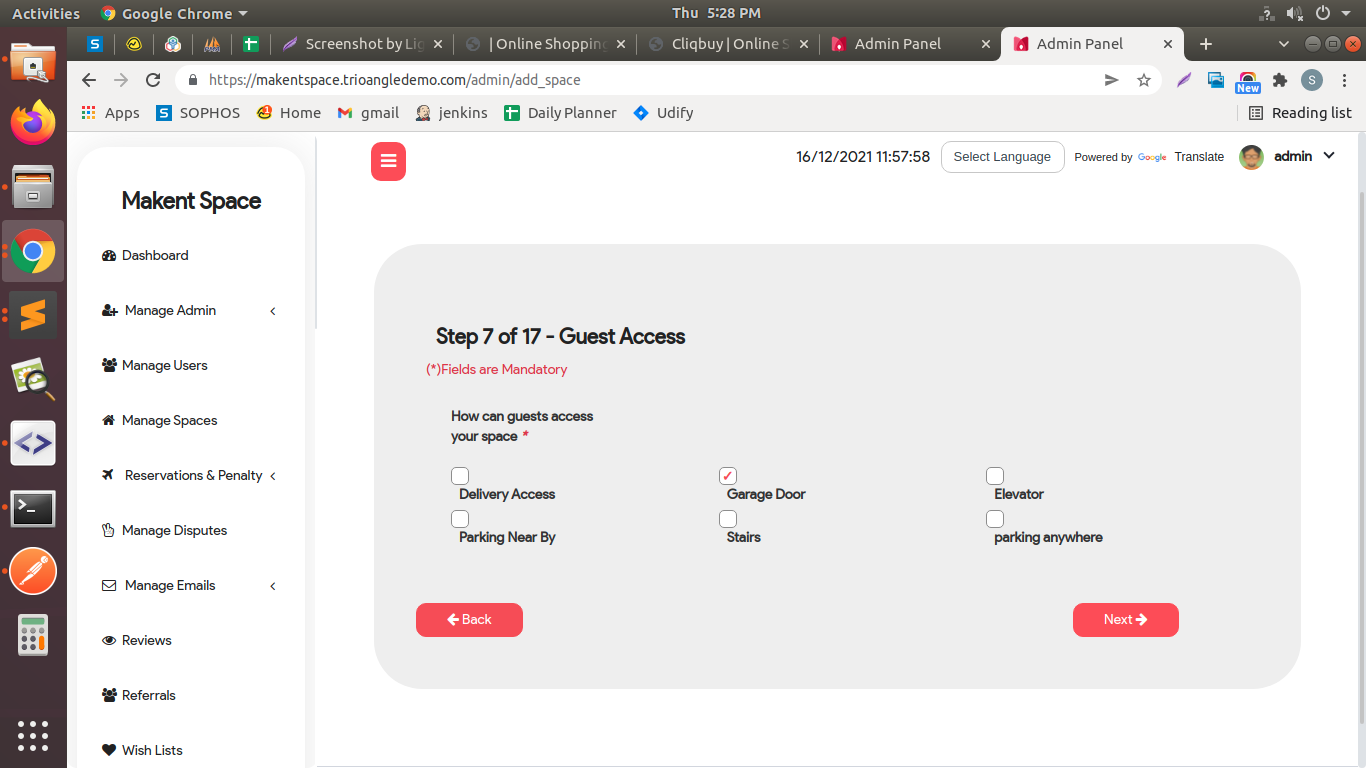 Activities
Google Chrome
Thu 5:28 PM
Screenshot by Lig
| Online Shopping
Cliqbuy | Online S
Admin Panel
Admin Panel
https://makentspace.trioangledemo.com/admin/add_space
S
New
Apps
SOPHOS
Home
gmail
jenkins
Daily Planner
Udify
Reading list
16/12/2021 11:57:58
Select Language
Powered by Google Translate
admin
Makent Space
Dashboard
Manage Admin
Manage Users
Manage Spaces
Reservations & Penalty
Manage Disputes
Manage Emails
Reviews
Referrals
Wish Lists
Step 7 of 17 - Guest Access
(*)Fields are Mandatory
How can guests access
your space *
Delivery Access
Garage Door
Elevator
Parking Near By
Stairs
parking anywhere
Back
Next